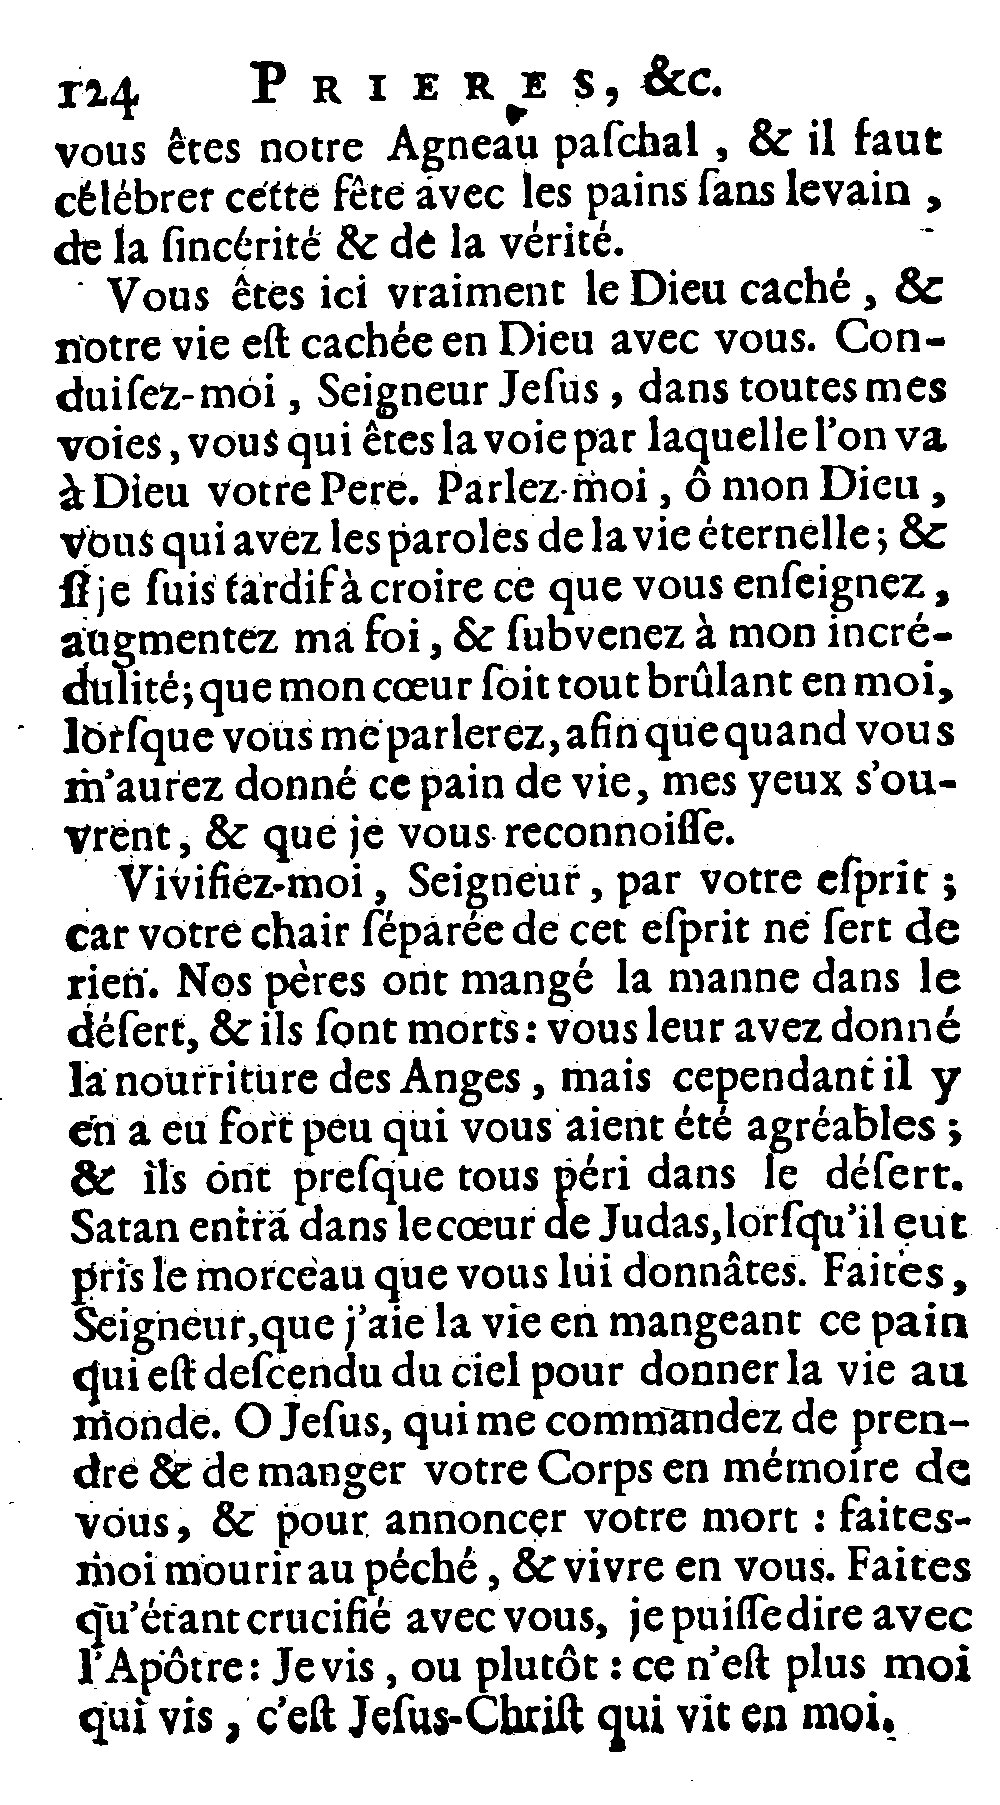 124 PRIERES, &c.
vous êtes notre Agneau paſchal, & il faut
célébrer cette fête avec les pains ſans levain,
de la ſincérité & de la vérité.
Vous êtes ici vraiment le Dieu caché, &
notre vie eſt cachée en Dieu avec vous. Con-
duiſez-moi, Seigneur Jeſus, dans toutes mes
voies, vous qui êtes la voie par laquelle l'on va
à Dieu votre Pere. Parlez-moi, ô mon Dieu,
vous qui avez les paroles de la vie éternelle; &
ſi je ſuis tardif à croire ce que vous enſeignez,
augmentez ma foi, & ſubvenez à mon incré-
dulité; que mon cœur ſoit tout brûlant en moi,
lorſque vous me parlerez, afin que quand vous
m'aurez donné ce pain de vie, mes yeux s'ou-
vrent, & que je vous reconnoiſſe.
Vivifiez-moi, Seigneur, par votre eſprit;
car votre chair ſéparée de cet eſprit ne ſert de
rien. Nos pères ont mangé la manne dans le
déſert, & ils ſont morts: vous leur avez donné
la nourriture des Anges, mais cependant il y
en a eu fort peu qui vous aient été agréables;
& ils ont preſque tous péri dans le déſert.
Satan entra dans le cœur de Judas, lorſqu'il eut
pris le morceau que vous lui donnâtes. Faites,
Seigneur, que j'aie la vie en mangeant ce pain
qui eſt deſcendu du ciel pour donner la vie au
monde. O Jeſus, qui me commandez de pren-
dre & de manger votre Corps en mémoire de
vous, & pour annoncer votre mort : faites-
moi mourir au péché, & vivre en vous. Faites
qu'étant crucifié avec vous, je puiſſe dire avec
l'Apôtre: Je vis, ou plutôt : ce n'eſt plus moi
qui vis, c'eſt Jeſus-Chriſt qui vit en moi.